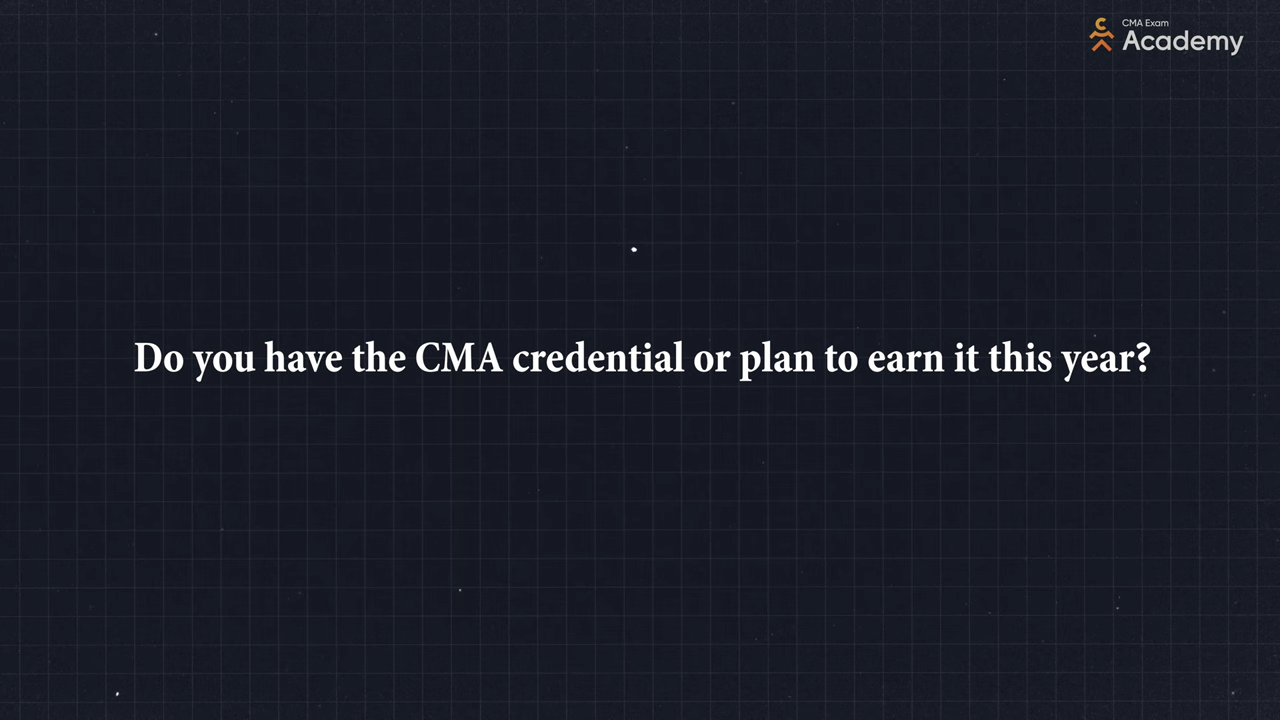 CMA Exam
Academy
Do you have the CMA credential or plan to earn it this year?